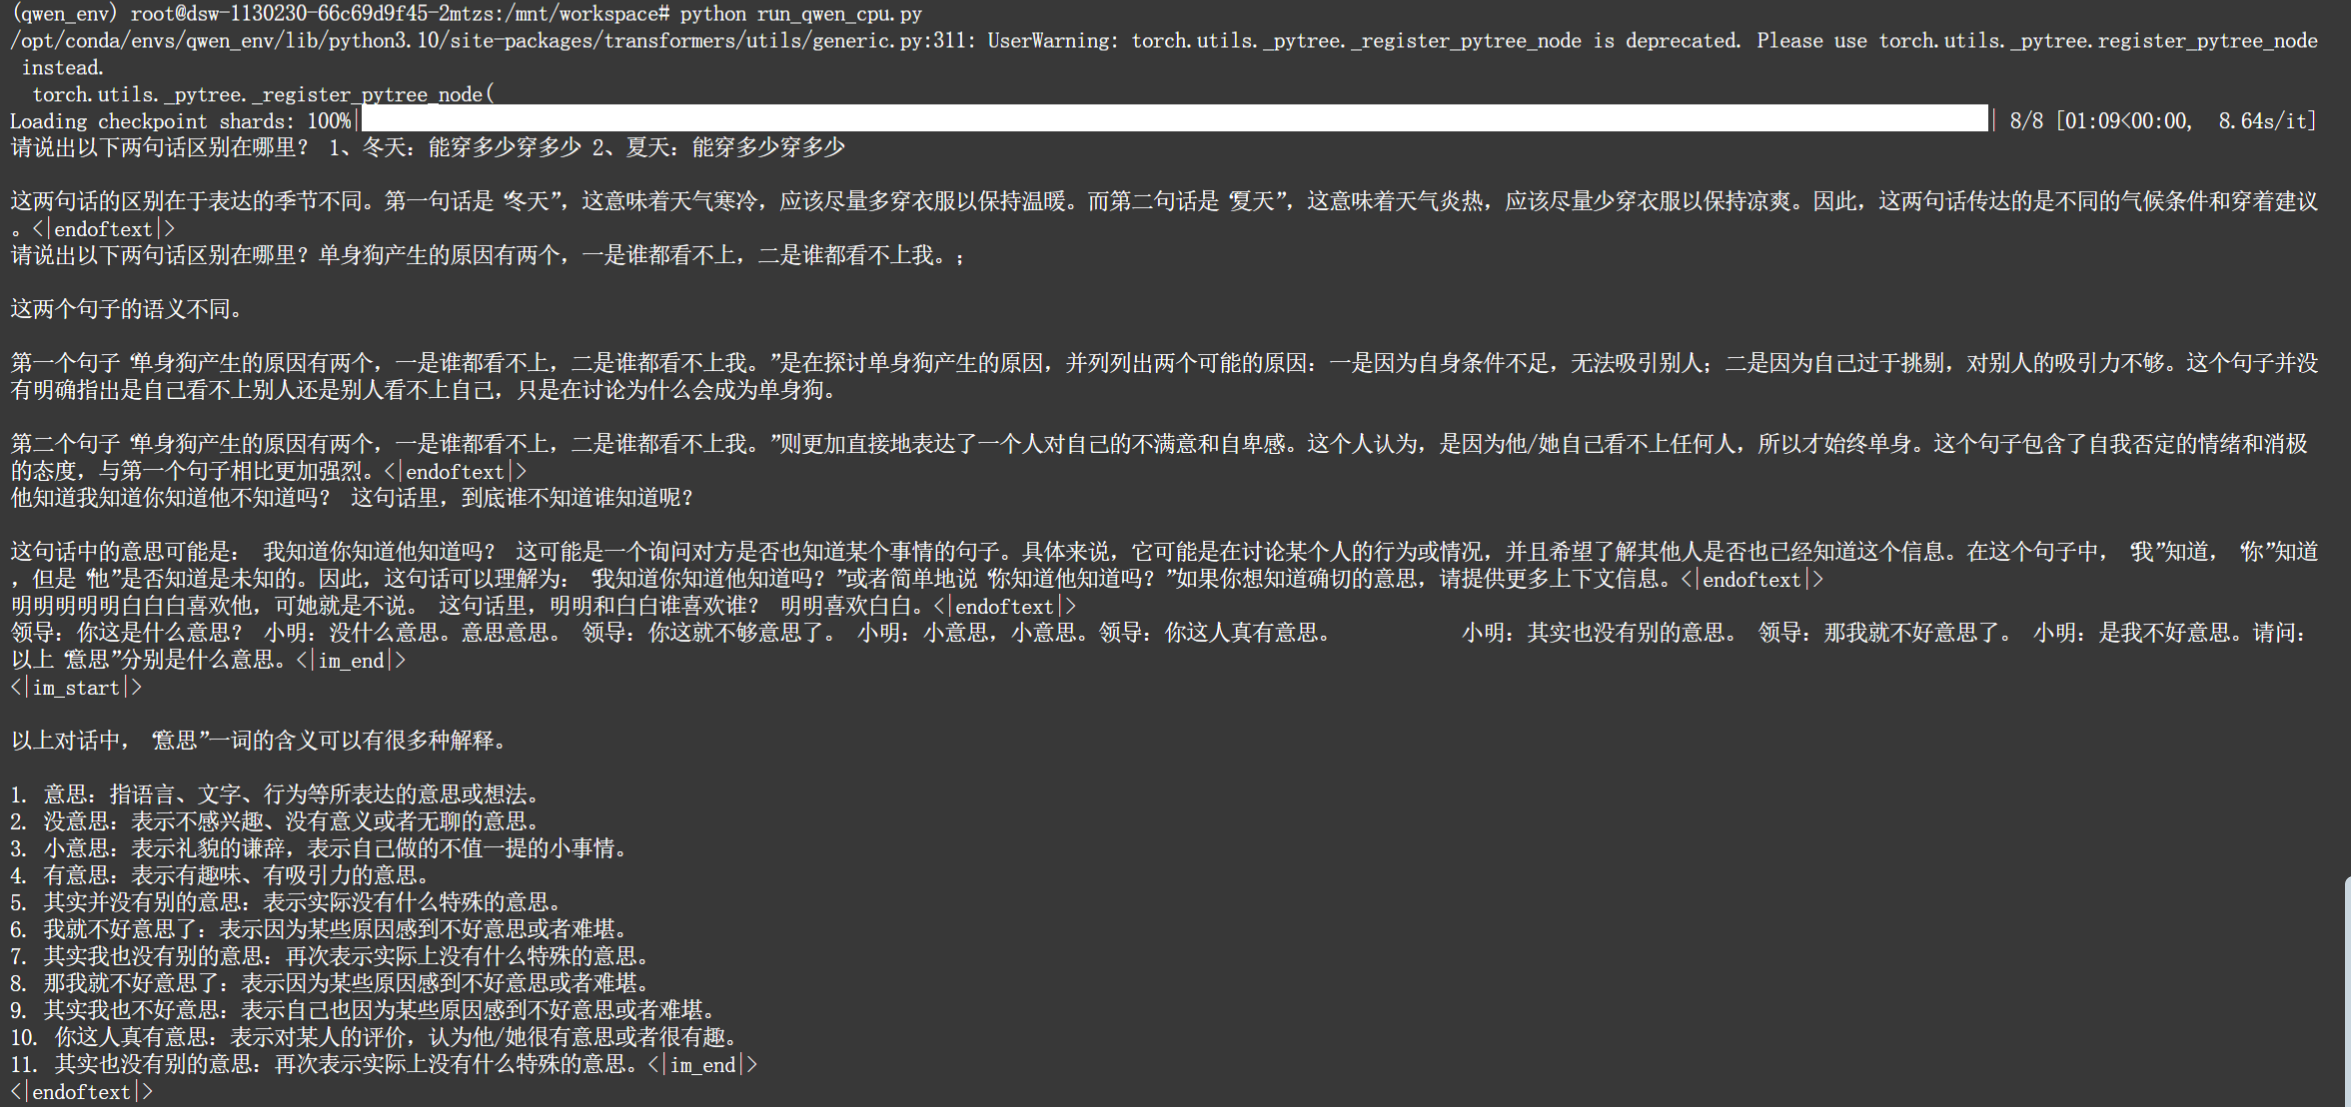 (qwen_env) root@dsw-1130230-66c69d9f45-2mtzs:/mnt/workspace# python run_qwen_cpu.py
/opt/conda/envs/qwen_env/lib/python3.10/site-packages/transformers/utils/generic.py:311: UserWarning: torch.utils._pytree._register_pytree_node is deprecated. Please use torch.utils._pytree.register_pytree_node
instead.
torch.utils._pytree._register_pytree_node(
Loading checkpoint shards: 100%| | 8/8 [01:09<00:00,  8.64s/it]
请说出以下两句话区别在哪里？ 1、冬天：能穿多少穿多少 2、夏天：能穿多少穿多少
这两句话的区别在于表达的季节不同。第一句话是“冬天”，这意味着天气寒冷，应该尽量多穿衣服以保持温暖。而第二句话是“夏天”，这意味着天气炎热，应该尽量少穿衣服以保持凉爽。因此，这两句话传达的是不同的气候条件和穿着建议
。<|endoftext|>
请说出以下两句话区别在哪里？单身狗产生的原因有两个，一是谁都看不上，二是谁都看不上我。；
这两个句子的语义不同。
第一个句子“单身狗产生的原因有两个，一是谁都看不上，二是谁都看不上我。”是在探讨单身狗产生的原因，并列列出两个可能的原因：一是因为自身条件不足，无法吸引别人；二是因为自己过于挑剔，对别人的吸引力不够。这个句子并没
有明确指出是自己看不上别人还是别人看不上自己，只是在讨论为什么会成为单身狗。
第二个句子“单身狗产生的原因有两个，一是谁都看不上，二是谁都看不上我。”则更加直接地表达了一个人对自己的不满意和自卑感。这个人认为，是因为他/她自己看不上任何人，所以才始终单身。这个句子包含了自我否定的情绪和消极
的态度，与第一个句子相比更加强烈。<|endoftext|>
他知道我知道你知道他不知道吗？ 这句话里，到底谁不知道谁知道呢？
这句话中的意思可能是： 我知道你知道他知道吗？ 这可能是一个询问对方是否也知道某个事情的句子。具体来说，它可能是在讨论某个人的行为或情况，并且希望了解其他人是否也已经知道这个信息。在这个句子中，“我”知道，“你”知道
，但是“他”是否知道是未知的。因此，这句话可以理解为：“我知道你知道他知道吗？”或者简单地说“你知道他知道吗？”如果你想知道确切的意思，请提供更多上下文信息。<|endoftext|>
明明明明明白白白喜欢他，可她就是不说。 这句话里，明明和白白谁喜欢谁？ 明明喜欢白白。<|endoftext|>
领导：你这是什么意思？ 小明：没什么意思。意思意思。 领导：你这就不够意思了。 小明：小意思，小意思。领导：你这人真有意思。 小明：其实也没有别的意思。 领导：那我就不好意思了。 小明：是我不好意思。请问：
以上“意思”分别是什么意思。<|im_end|>
<|im_start|>
以上对话中，“意思”一词的含义可以有很多种解释。
1. 意思：指语言、文字、行为等所表达的意思或想法。
2. 没意思：表示不感兴趣、没有意义或者无聊的意思。
3. 小意思：表示礼貌的谦辞，表示自己做的不值一提的小事情。
4. 有意思：表示有趣味、有吸引力的意思。
5. 其实并没有别的意思：表示实际没有什么特殊的意思。
6. 我就不好意思了：表示因为某些原因感到不好意思或者难堪。
7. 其实我也没有别的意思：再次表示实际上没有什么特殊的意思。
8. 那我就不好意思了：表示因为某些原因感到不好意思或者难堪。
9. 其实我也不好意思：表示自己也因为某些原因感到不好意思或者难堪。
10. 你这人真有意思：表示对某人的评价，认为他/她很有意思或者很有趣。
11. 其实也没有别的意思：再次表示实际上没有什么特殊的意思。<|im_end|>
<|endoftext|>